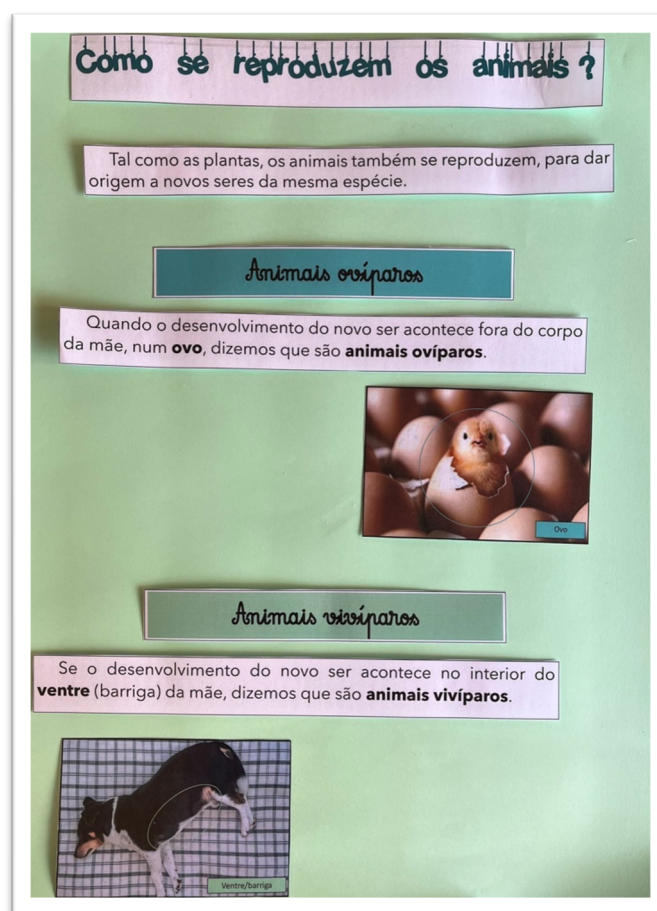 Como se reproduzem os animais ?
Tal como as plantas, os animais também se reproduzem, para dar
origem a novos seres da mesma espécie.
Animais ovíparos
Quando o desenvolvimento do novo ser acontece fora do corpo
da mãe, num ovo, dizemos que são animais ovíparos.
Ovo
Animais vivíparos
Se o desenvolvimento do novo ser acontece no interior do
ventre (barriga) da mãe, dizemos que são animais vivíparos.
Ventre/barriga